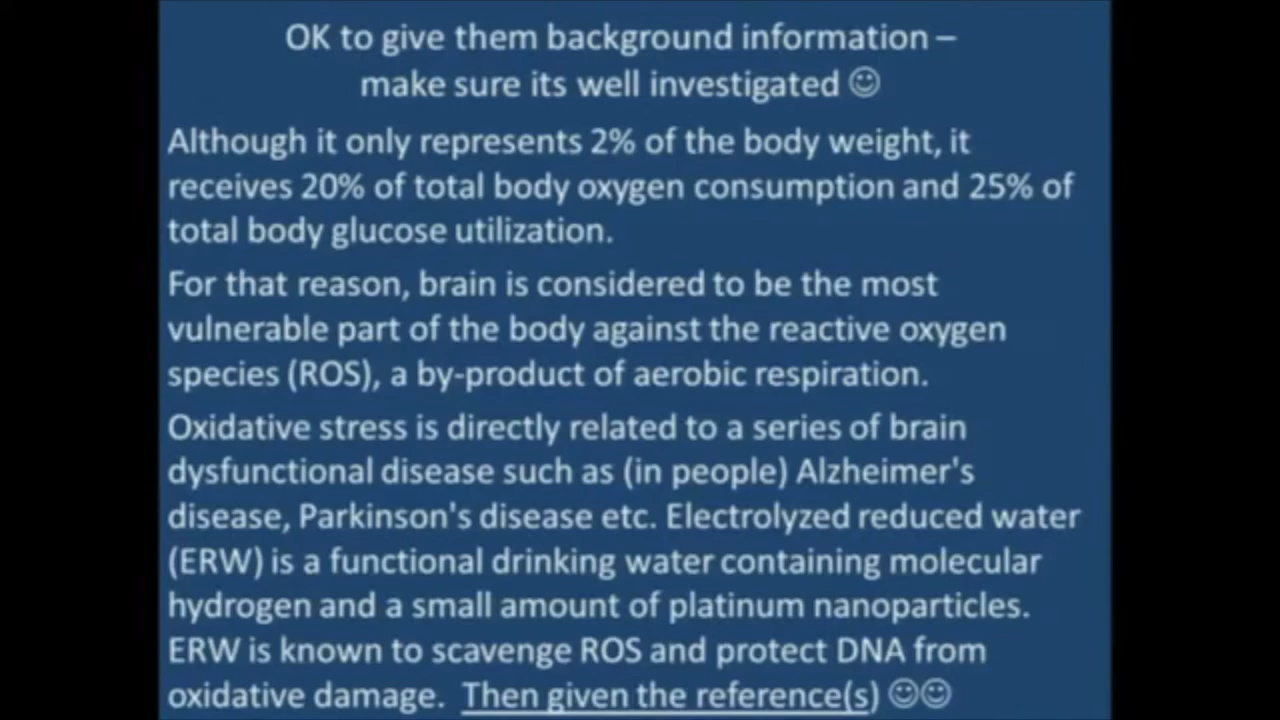 OK to give them background information –
make sure its well investigated ☺
Although it only represents 2% of the body weight, it
receives 20% of total body oxygen consumption and 25% of
total body glucose utilization.
For that reason, brain is considered to be the most
vulnerable part of the body against the reactive oxygen
species (ROS), a by-product of aerobic respiration.
Oxidative stress is directly related to a series of brain
dysfunctional disease such as (in people) Alzheimer's
disease, Parkinson's disease etc. Electrolyzed reduced water
(ERW) is a functional drinking water containing molecular
hydrogen and a small amount of platinum nanoparticles.
ERW is known to scavenge ROS and protect DNA from
oxidative damage. Then given the reference(s) ☺☺